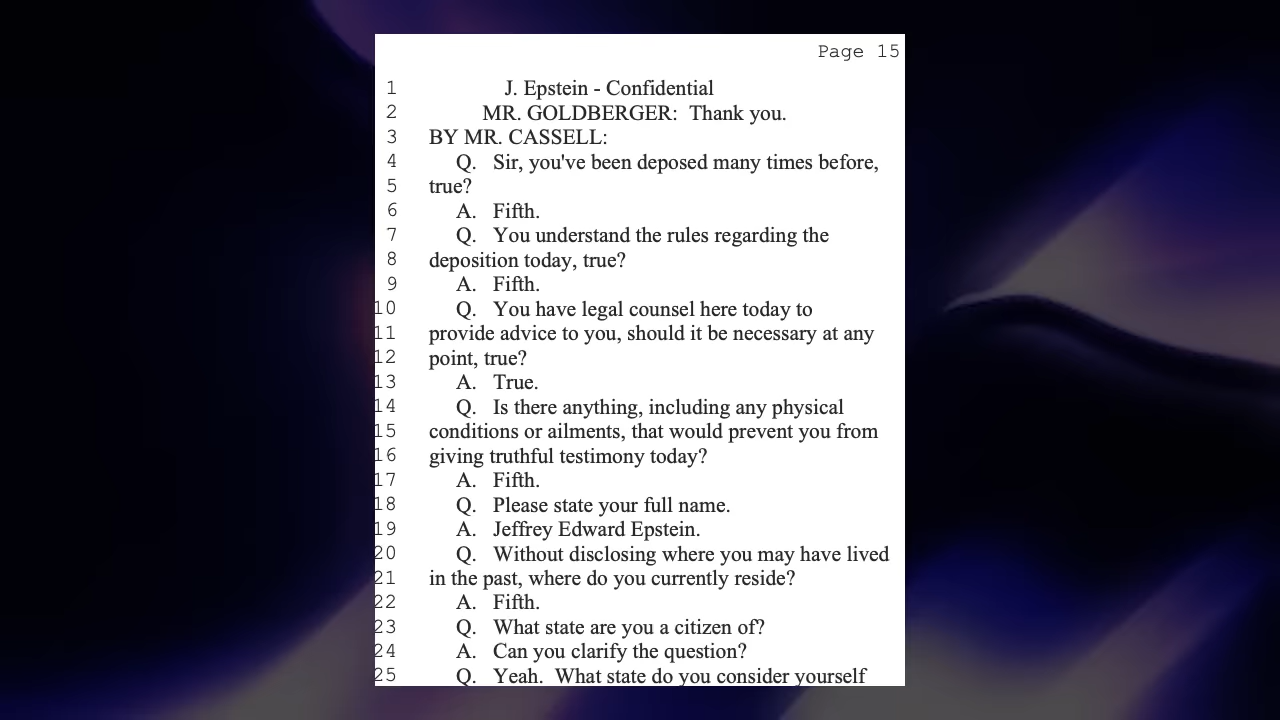 Page 15
1 J. Epstein - Confidential
2 MR. GOLDBERGER: Thank you.
3 BY MR. CASSELL:
4 Q. Sir, you've been deposed many times before,
5 true?
6 A. Fifth.
7 Q. You understand the rules regarding the
8 deposition today, true?
9 A. Fifth.
10 Q. You have legal counsel here today to
11 provide advice to you, should it be necessary at any
12 point, true?
13 A. True.
14 Q. Is there anything, including any physical
15 conditions or ailments, that would prevent you from
16 giving truthful testimony today?
17 A. Fifth.
18 Q. Please state your full name.
19 A. Jeffrey Edward Epstein.
20 Q. Without disclosing where you may have lived
21 in the past, where do you currently reside?
22 A. Fifth.
23 Q. What state are you a citizen of?
24 A. Can you clarify the question?
25 Q. Yeah. What state do you consider yourself